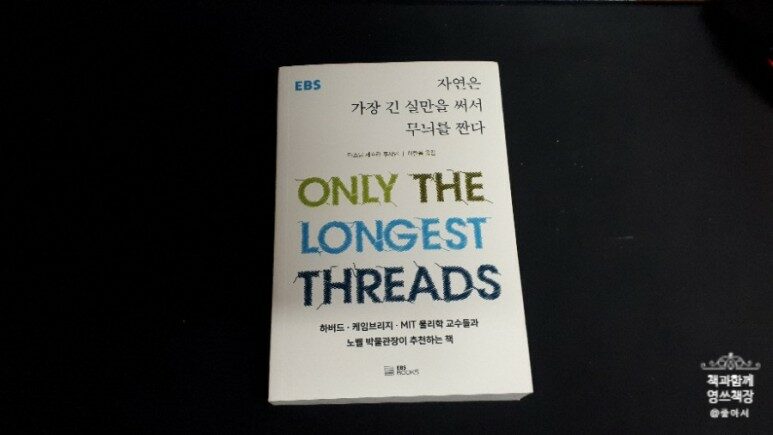 EBS
자연은
가장 긴 실만을 써서
무늬를 짠다
ONLY THE
LONGEST
THREADS
하버드 · 케임브리지 · MIT 물리학 교수들과
노벨 박물관장이 추천하는 책
EBS
BOOKS
책과함께
영쓰책장